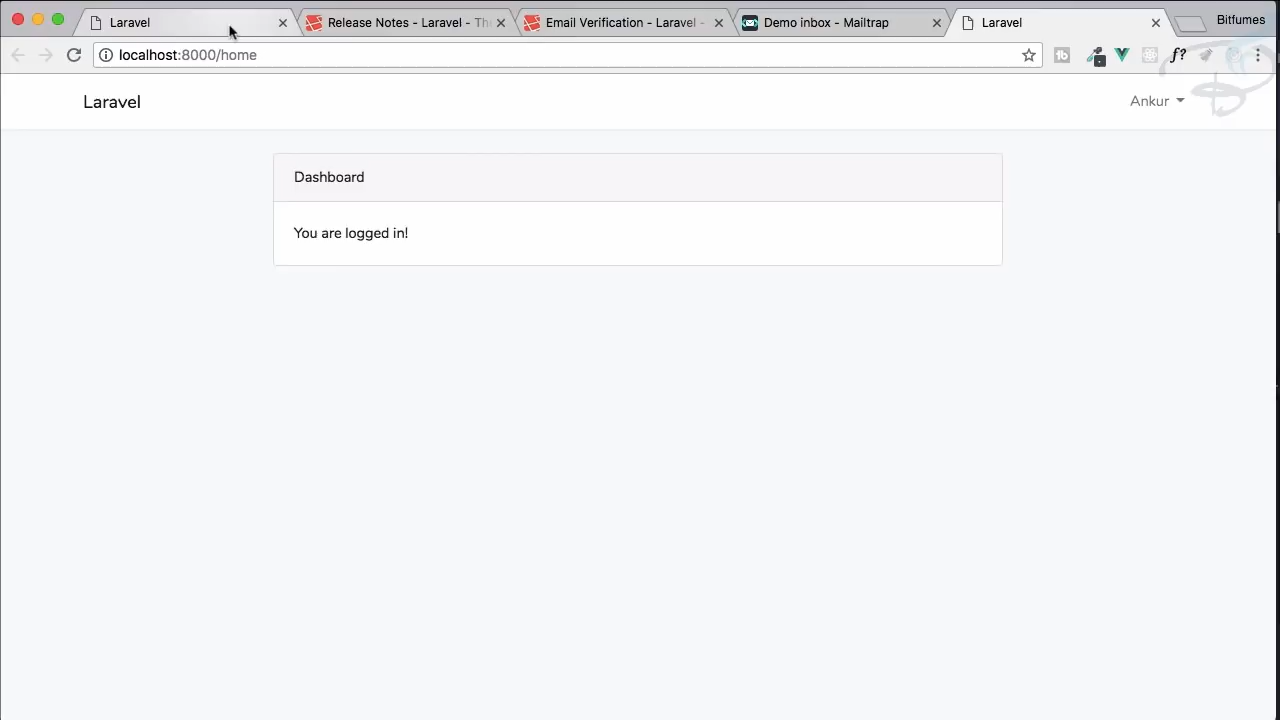 Laravel
Release Notes - Laravel - Th
Email Verification - Laravel -
Demo inbox - Mailtrap
Laravel
Bitfumes
localhost:8000/home
f?
Laravel
Ankur
Dashboard
You are logged in!